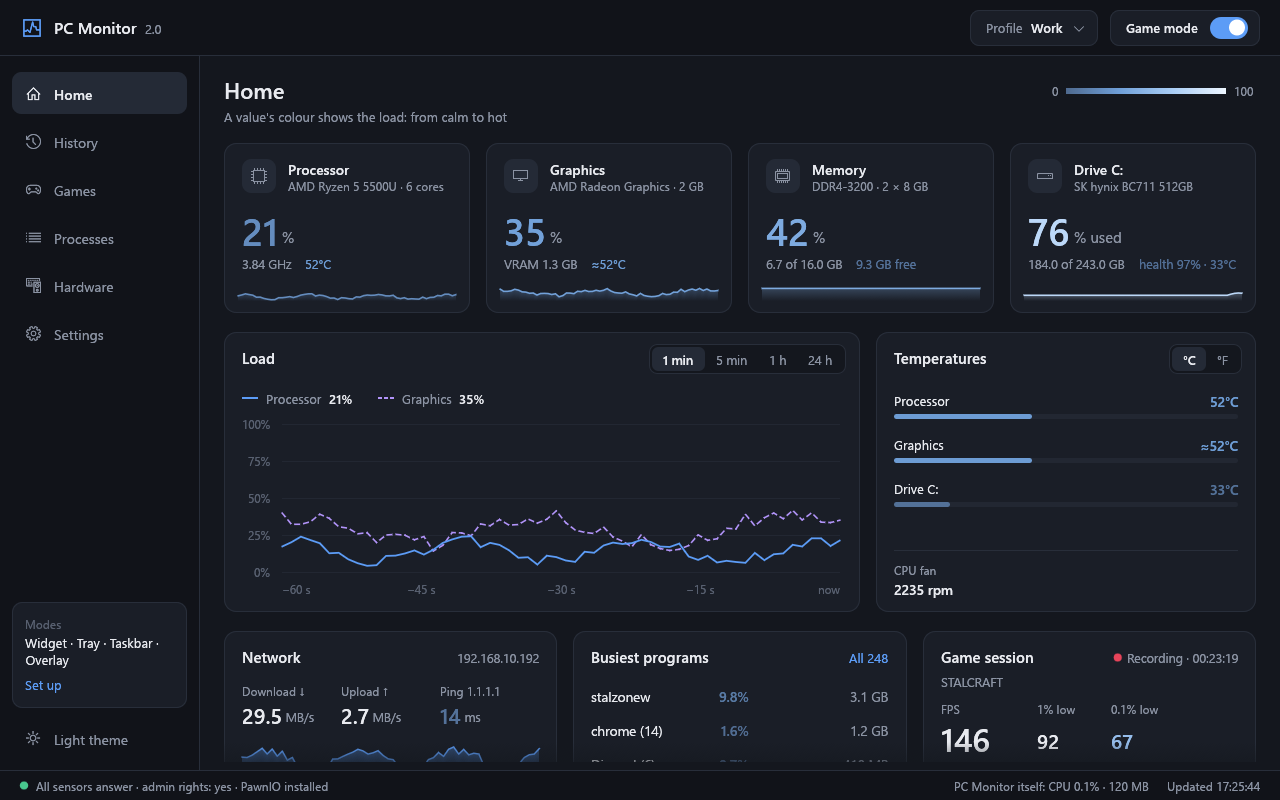 PC Monitor 2.0
Profile Work
Game mode
Home
History
Games
Processes
Hardware
Settings
Modes
Widget · Tray · Taskbar ·
Overlay
Set up
Light theme
Home
A value's colour shows the load: from calm to hot
0 100
Processor
AMD Ryzen 5 5500U · 6 cores
21 %
3.84 GHz 52°C
Graphics
AMD Radeon Graphics · 2 GB
35 %
VRAM 1.3 GB ≈52°C
Memory
DDR4-3200 · 2 × 8 GB
42 %
6.7 of 16.0 GB 9.3 GB free
Drive C:
SK hynix BC711 512GB
76 % used
184.0 of 243.0 GB health 97% · 33°C
Load
1 min 5 min 1 h 24 h
Processor 21% Graphics 35%
100%
75%
50%
25%
0%
−60 s −45 s −30 s −15 s now
Temperatures
°C °F
Processor 52°C
Graphics ≈52°C
Drive C: 33°C
CPU fan
2235 rpm
Network 192.168.10.192
Download ↓ Upload ↑ Ping 1.1.1.1
29.5 MB/s 2.7 MB/s 14 ms
Busiest programs All 248
stalzonew 9.8% 3.1 GB
chrome (14) 1.6% 1.2 GB
Game session Recording · 00:23:19
STALCRAFT
FPS 1% low 0.1% low
146 92 67
All sensors answer · admin rights: yes · PawnIO installed
PC Monitor itself: CPU 0.1% · 120 MB Updated 17:25:44